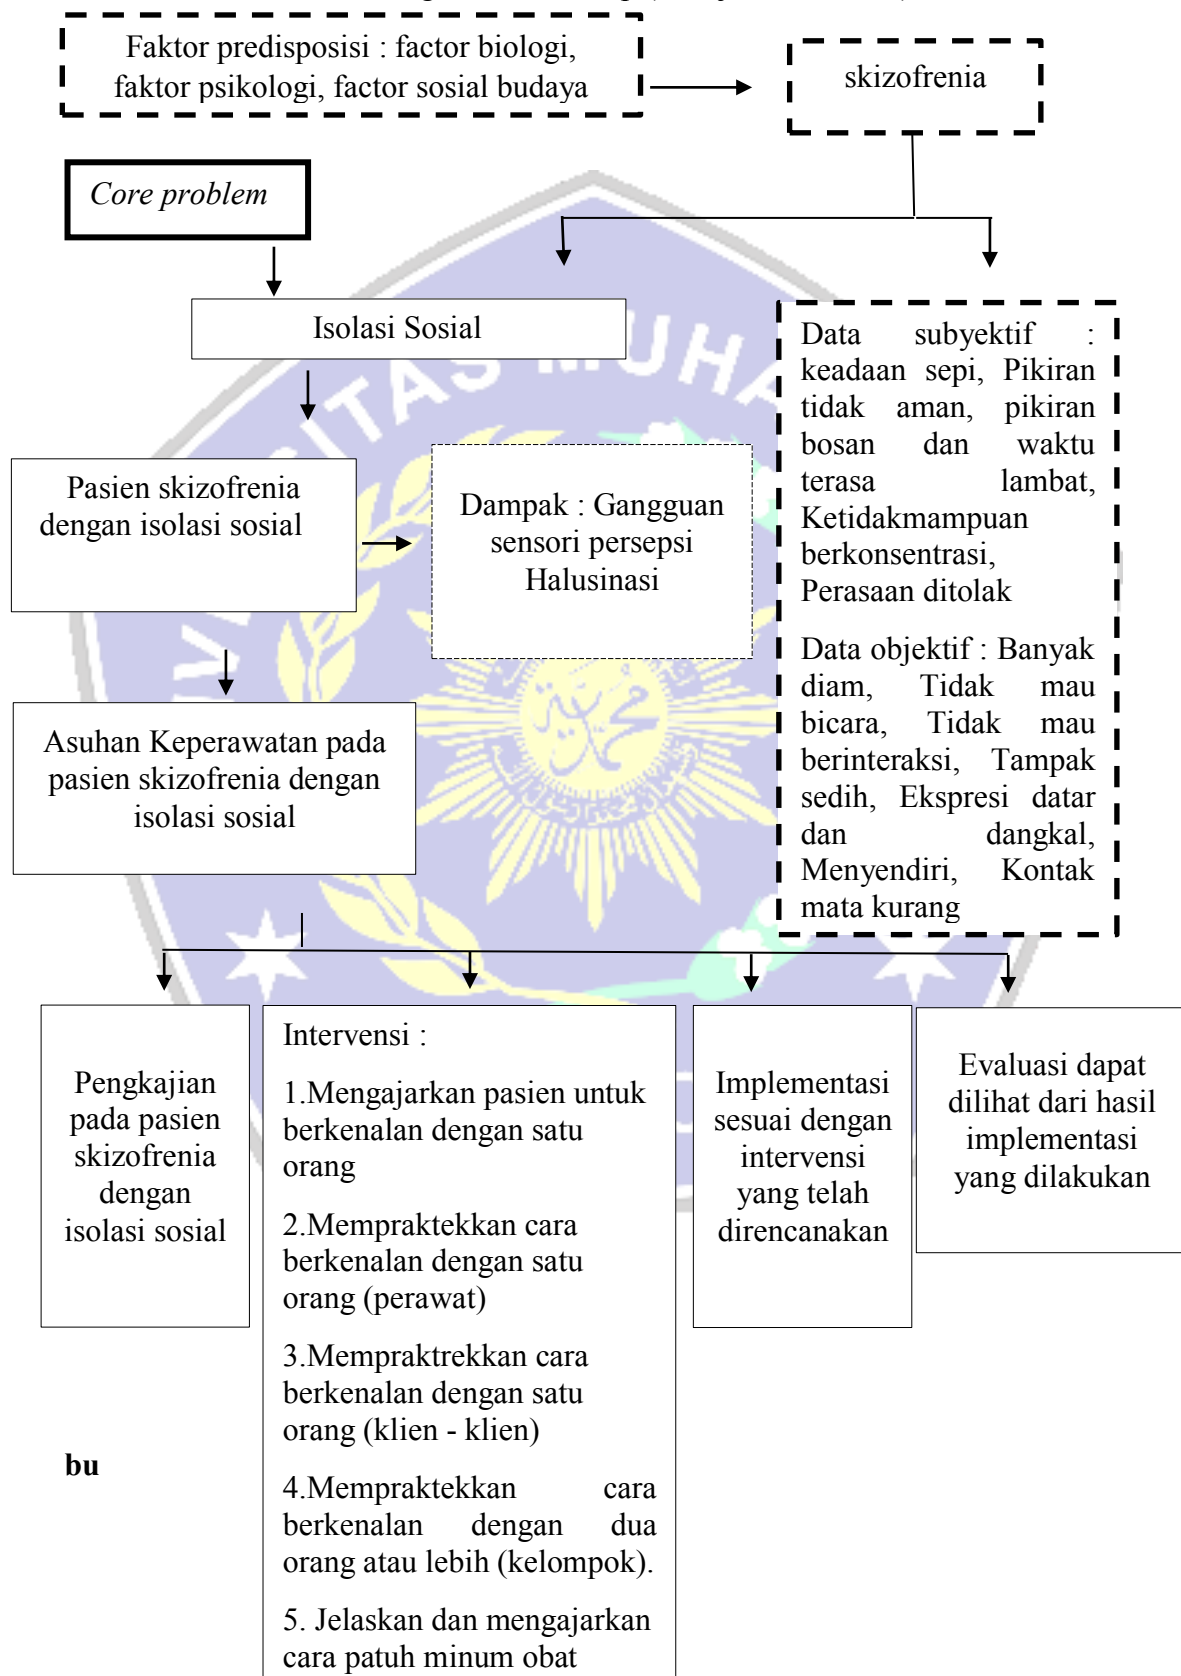 Faktor predisposisi : factor biologi,
faktor psikologi, factor sosial budaya
skizofrenia
Core problem
Isolasi Sosial
Data subyektif :
keadaan sepi, Pikiran
tidak aman, pikiran
bosan dan waktu
terasa lambat,
Ketidakmampuan
berkonsentrasi,
Perasaan ditolak
Data objektif : Banyak
diam, Tidak mau
bicara, Tidak mau
berinteraksi, Tampak
sedih, Ekspresi datar
dan dangkal,
Menyendiri, Kontak
mata kurang
Pasien skizofrenia
dengan isolasi sosial
Dampak : Gangguan
sensori persepsi
Halusinasi
Asuhan Keperawatan pada
pasien skizofrenia dengan
isolasi sosial
Pengkajian
pada pasien
skizofrenia
dengan
isolasi sosial
Intervensi :
1.Mengajarkan pasien untuk
berkenalan dengan satu
orang
2.Mempraktekkan cara
berkenalan dengan satu
orang (perawat)
3.Mempraktrekkan cara
berkenalan dengan satu
orang (klien - klien)
4.Mempraktekkan cara
berkenalan dengan dua
orang atau lebih (kelompok).
5. Jelaskan dan mengajarkan
cara patuh minum obat
Implementasi
sesuai dengan
intervensi
yang telah
direncanakan
Evaluasi dapat
dilihat dari hasil
implementasi
yang dilakukan
bu